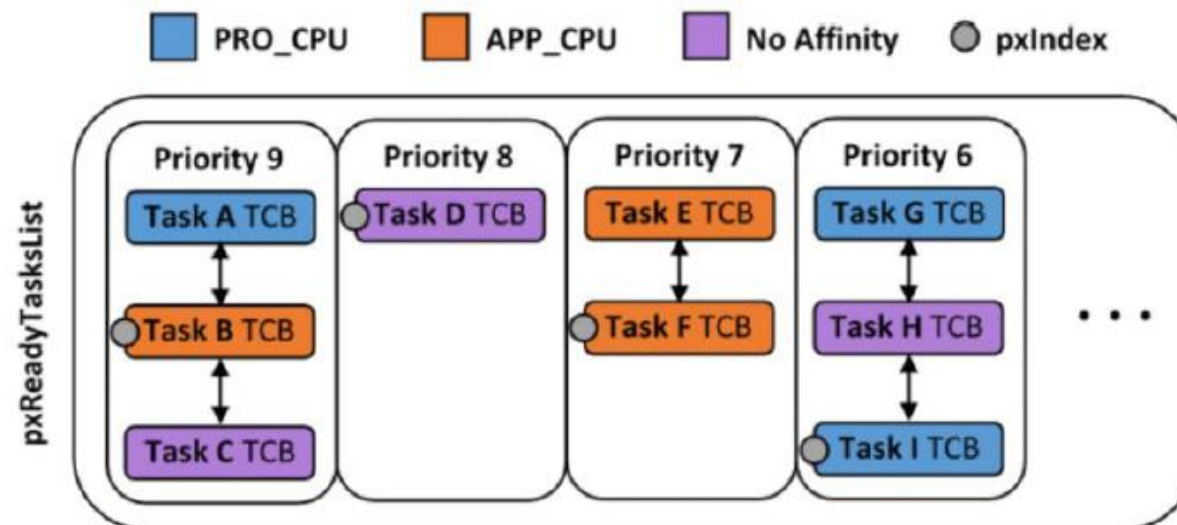 PRO_CPU APP_CPU No Affinity pxIndex
pxReadyTasksList
Priority 9 Priority 8 Priority 7 Priority 6
Task A TCB Task D TCB Task E TCB Task G TCB
Task B TCB Task F TCB Task H TCB
Task C TCB Task I TCB
...